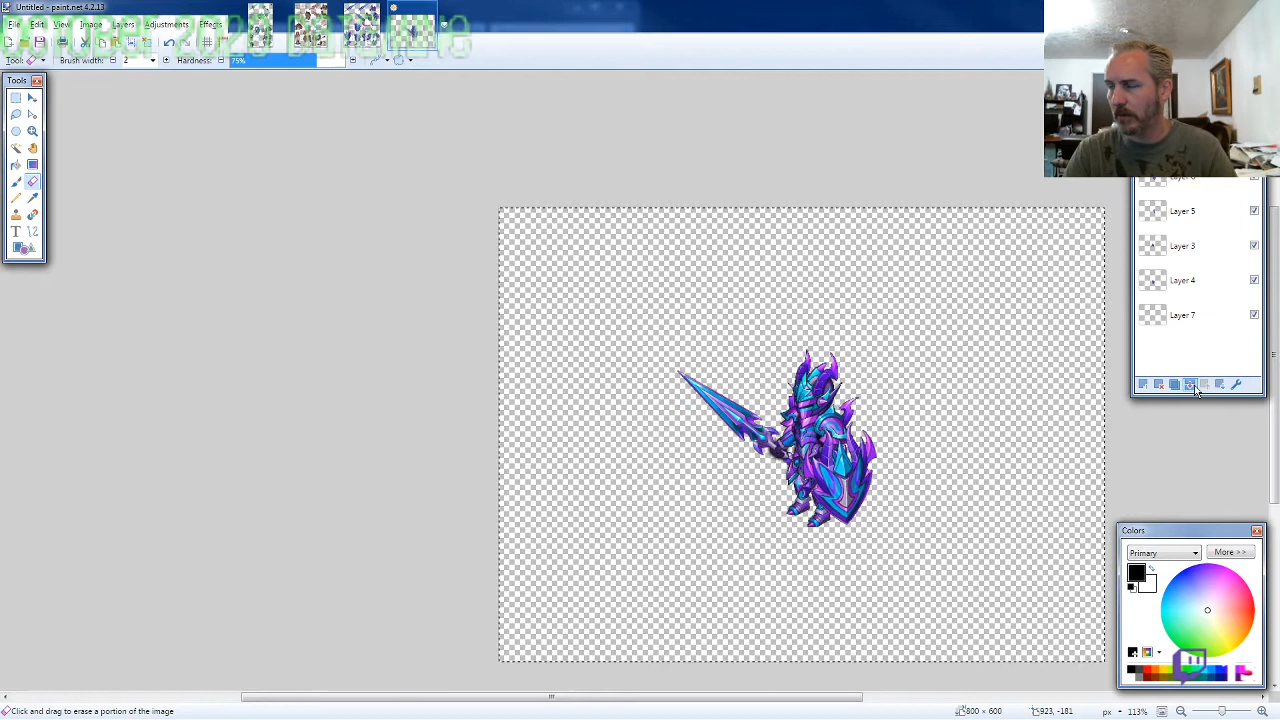 Untitled - paint.net 4.2.13
File Edit View Image Layers Adjustments Effects
Tool: Brush width: 2 Hardness: 75%
Tools
Layer 5
Layer 3
Layer 4
Layer 7
Colors
Primary More >>
Click and drag to erase a portion of the image
800 × 600
923, -181
px
113%